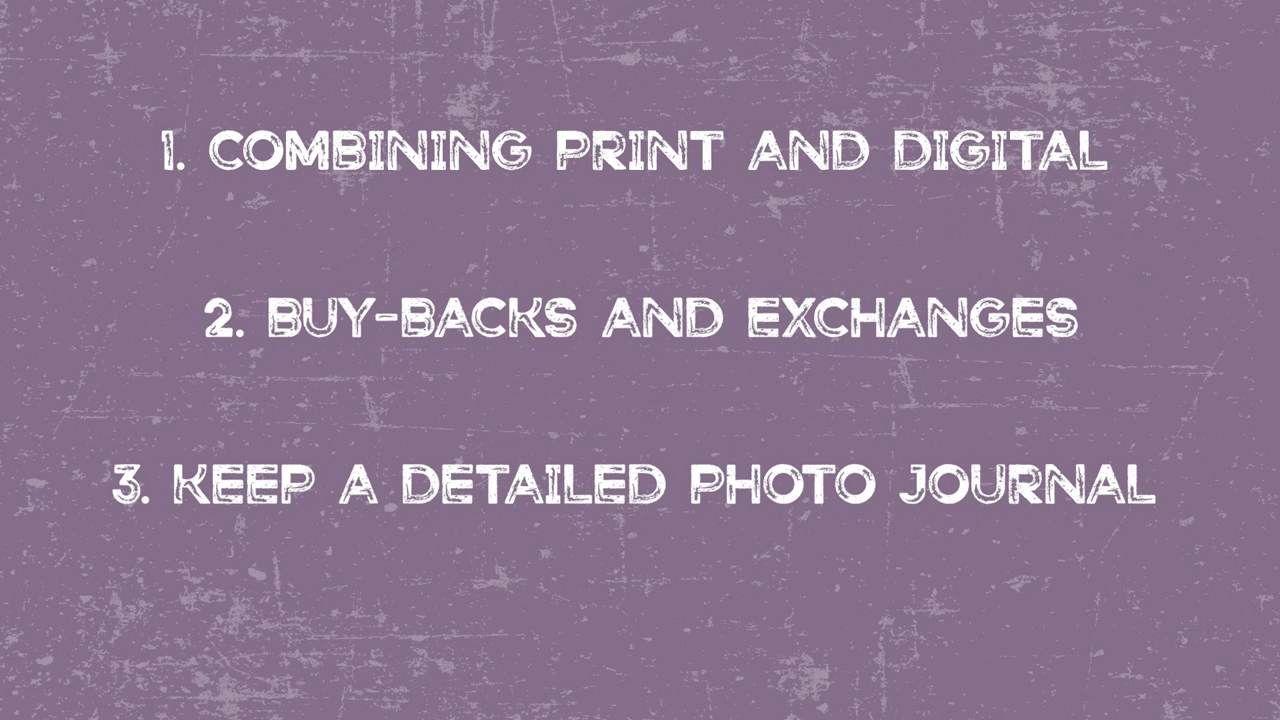 1. COMBINING PRINT AND DIGITAL
2. BUY-BACKS AND EXCHANGES
3. KEEP A DETAILED PHOTO JOURNAL